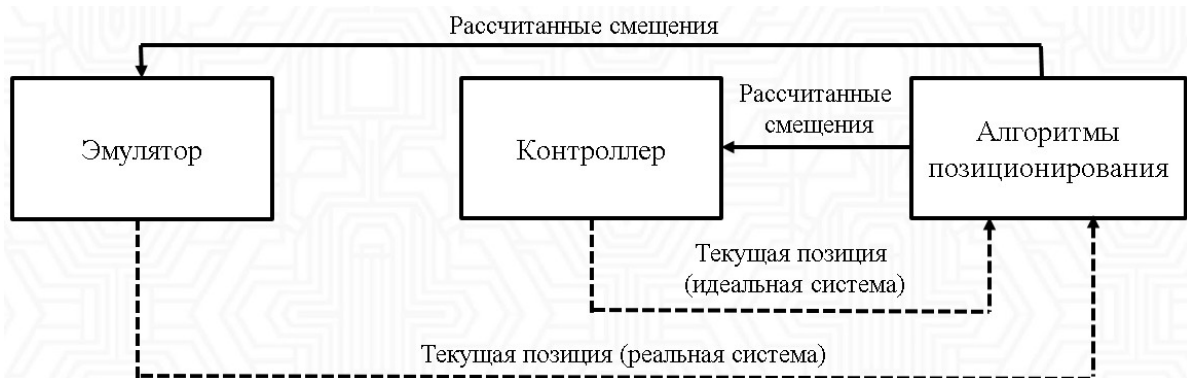 Рассчитанные смещения
Эмулятор
Контроллер
Рассчитанные
смещения
Алгоритмы
позиционирования
Текущая позиция
(идеальная система)
Текущая позиция (реальная система)